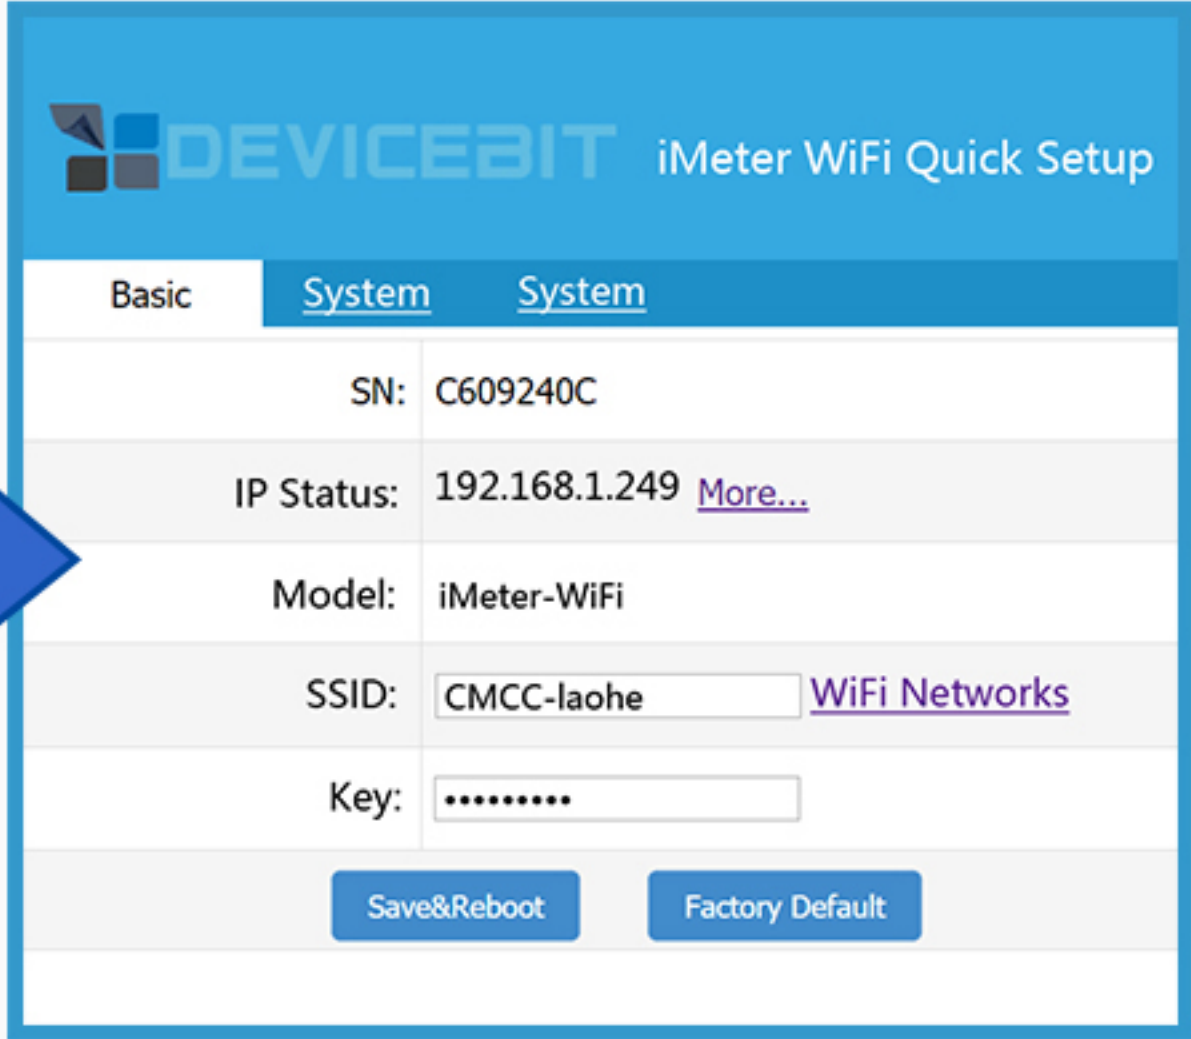 DEVICEBIT iMeter WiFi Quick Setup
Basic System System
SN: C609240C
IP Status: 192.168.1.249 More...
Model: iMeter-WiFi
SSID: CMCC-laohe WiFi Networks
Key: •••••••••
Save&Reboot Factory Default